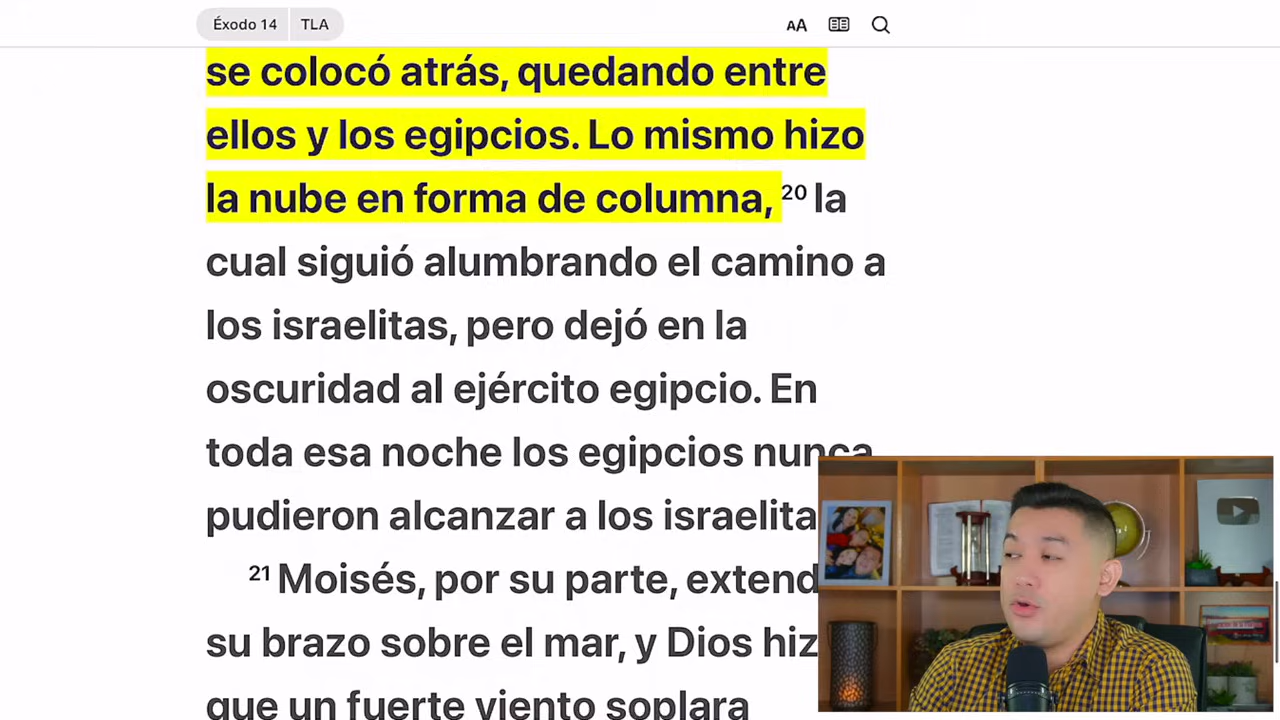 Éxodo 14 TLA AA
se colocó atrás, quedando entre
ellos y los egipcios. Lo mismo hizo
la nube en forma de columna, 20 la
cual siguió alumbrando el camino a
los israelitas, pero dejó en la
oscuridad al ejército egipcio. En
toda esa noche los egipcios nunca
pudieron alcanzar a los israelita
21 Moisés, por su parte, extend
su brazo sobre el mar, y Dios hiz
que un fuerte viento soplara